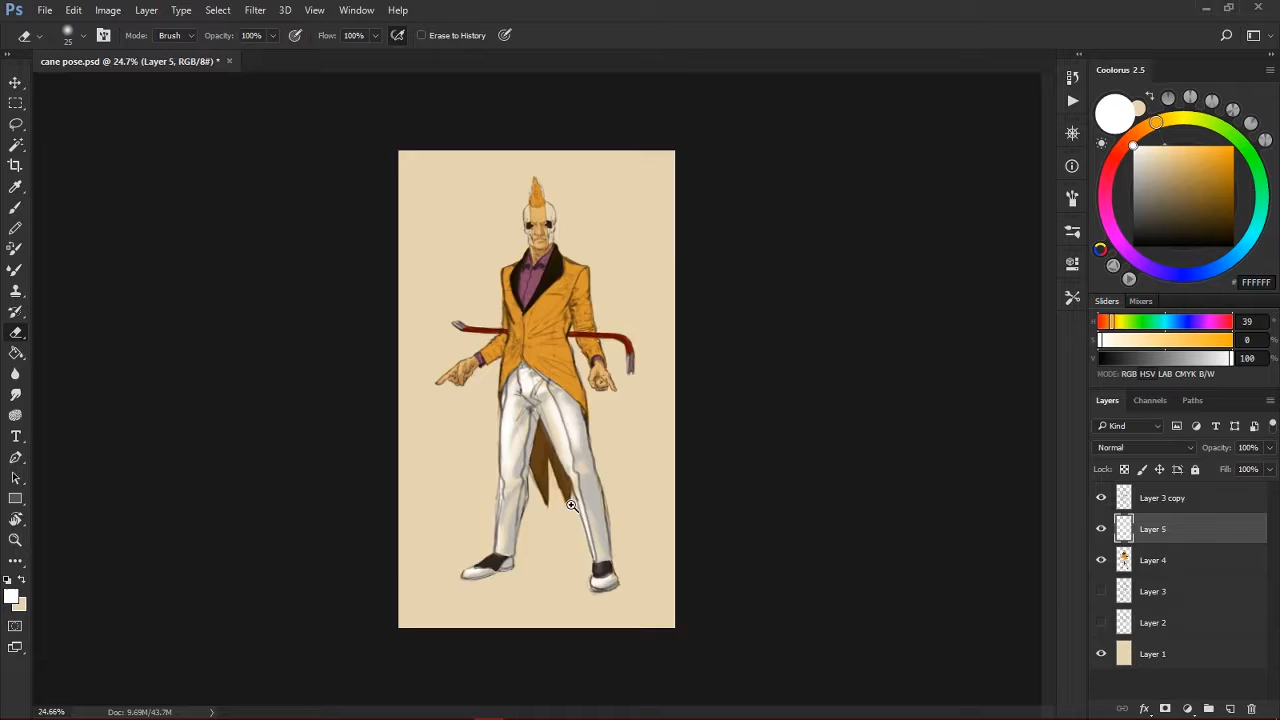 Ps File Edit Image Layer Type Select Filter 3D View Window Help
25 Mode: Brush Opacity: 100% Flow: 100% Erase to History
cane pose.psd @ 24.7% (Layer 5, RGB/8#) *
Coolorus 2.5
# FFFFFF
Sliders Mixers
H 39 °
S 0 %
V 100 %
MODE: RGB HSV LAB CMYK B/W
Layers Channels Paths
Kind
Normal Opacity: 100%
Lock: Fill: 100%
Layer 3 copy
Layer 5
Layer 4
Layer 3
Layer 2
Layer 1
24.66% Doc: 9.69M/43.7M